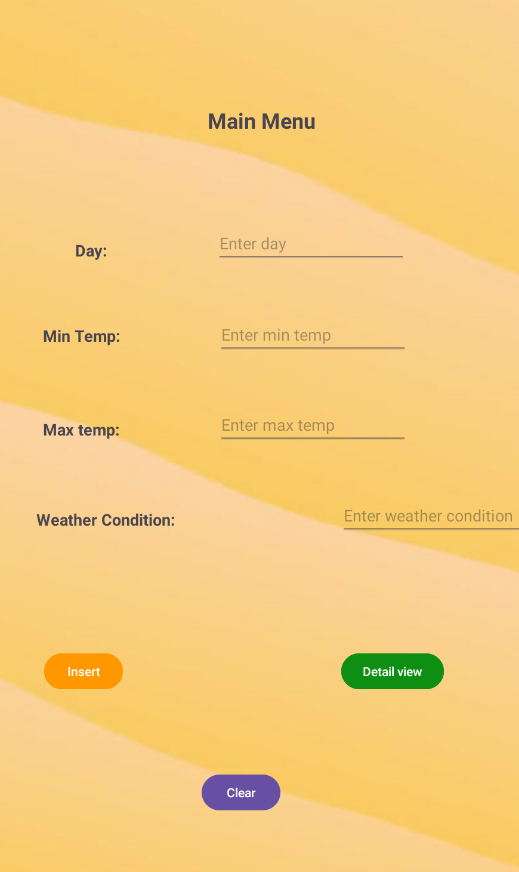 Main Menu
Day:
Enter day
Min Temp:
Enter min temp
Max temp:
Enter max temp
Weather Condition:
Enter weather condition
Insert
Detail view
Clear